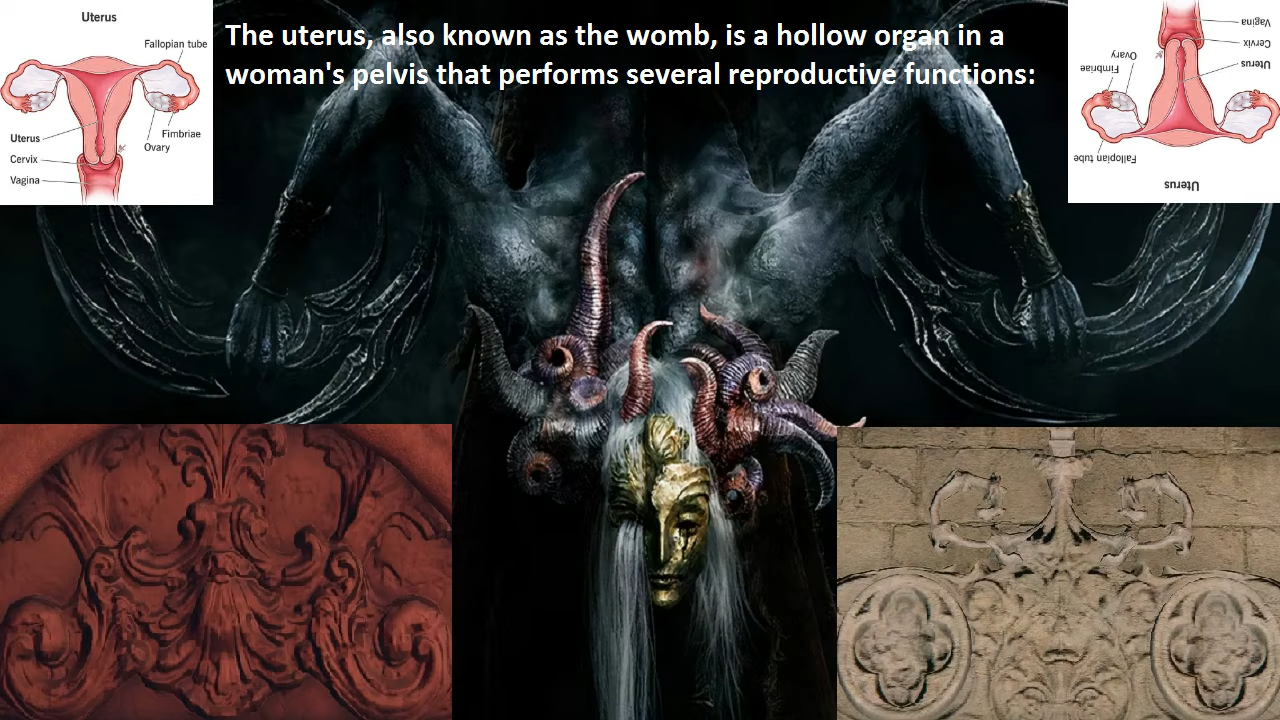 Uterus
The uterus, also known as the womb, is a hollow organ in a
woman's pelvis that performs several reproductive functions:
Fallopian tube
Uterus
Fimbriae
Ovary
Cervix
Vagina
Vagina
Cervix
Ovary
Uterus
Fimbriae
Fallopian tube
Uterus